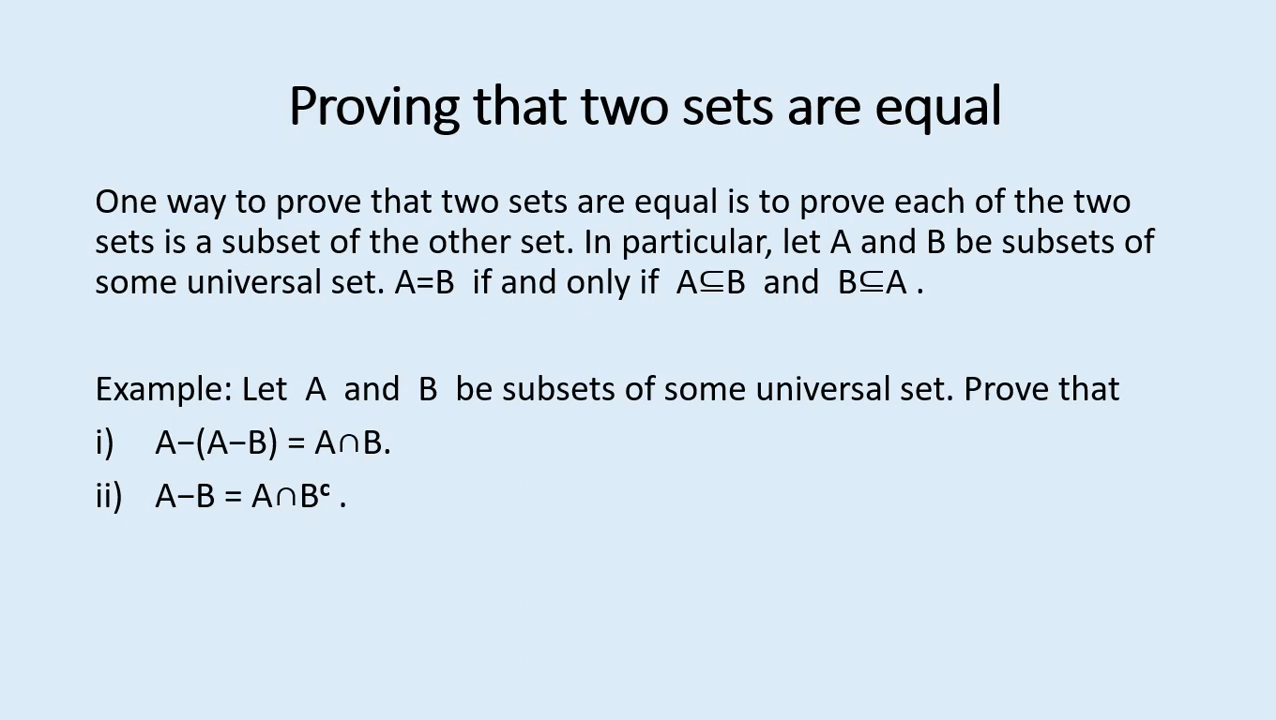 Proving that two sets are equal
One way to prove that two sets are equal is to prove each of the two
sets is a subset of the other set. In particular, let A and B be subsets of
some universal set. A=B if and only if A⊆B and B⊆A .
Example: Let A and B be subsets of some universal set. Prove that
i) A−(A−B) = A∩B.
ii) A−B = A∩Bᶜ .